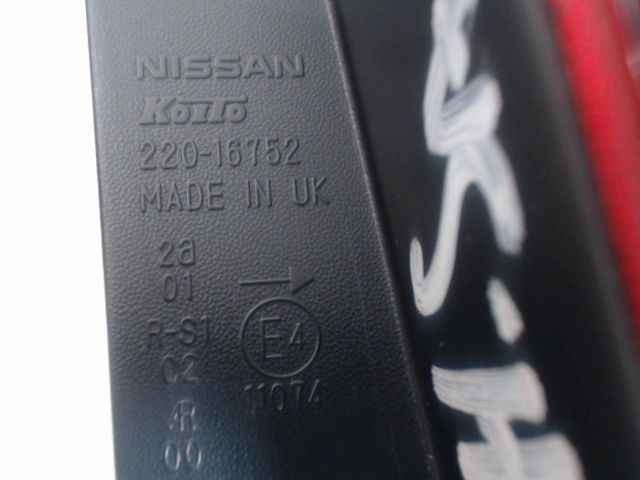 NISSAN
KOITO
220-16752
MADE IN UK
2a
01
R-S1
02
R
00
E4
11074